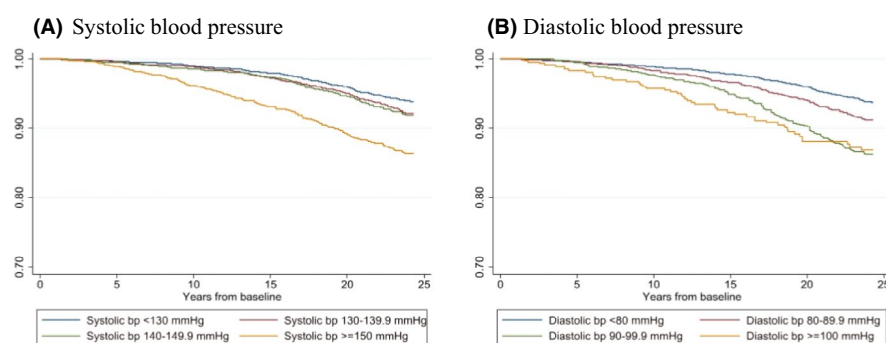 (A) Systolic blood pressure
1.00
0.90
0.80
0.70
0 5 10 15 20 25
Years from baseline
Systolic bp <130 mmHg Systolic bp 130-139.9 mmHg
Systolic bp 140-149.9 mmHg Systolic bp >=150 mmHg
(B) Diastolic blood pressure
1.00
0.90
0.80
0.70
0 5 10 15 20 25
Years from baseline
Diastolic bp <80 mmHg Diastolic bp 80-89.9 mmHg
Diastolic bp 90-99.9 mmHg Diastolic bp >=100 mmHg